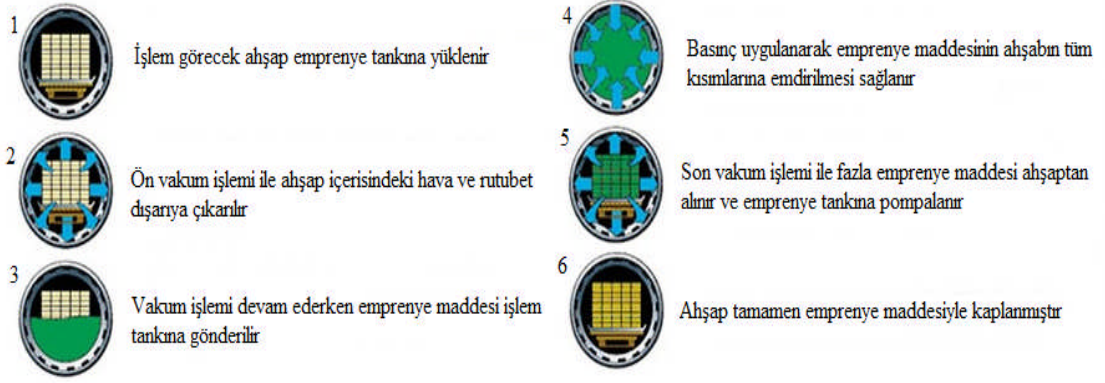 1
İşlem görecek ahşap emprenye tankına yüklenir
2
Ön vakum işlemi ile ahşap içerisindeki hava ve rutubet
dışarıya çıkarılır
3
Vakum işlemi devam ederken emprenye maddesi işlem
tankına gönderilir
4
Basınç uygulanarak emprenye maddesinin ahşabın tüm
kısımlarına emdirilmesi sağlanır
5
Son vakum işlemi ile fazla emprenye maddesi ahşaptan
alınır ve emprenye tankına pompalanır
6
Ahşap tamamen emprenye maddesiyle kaplanmıştır